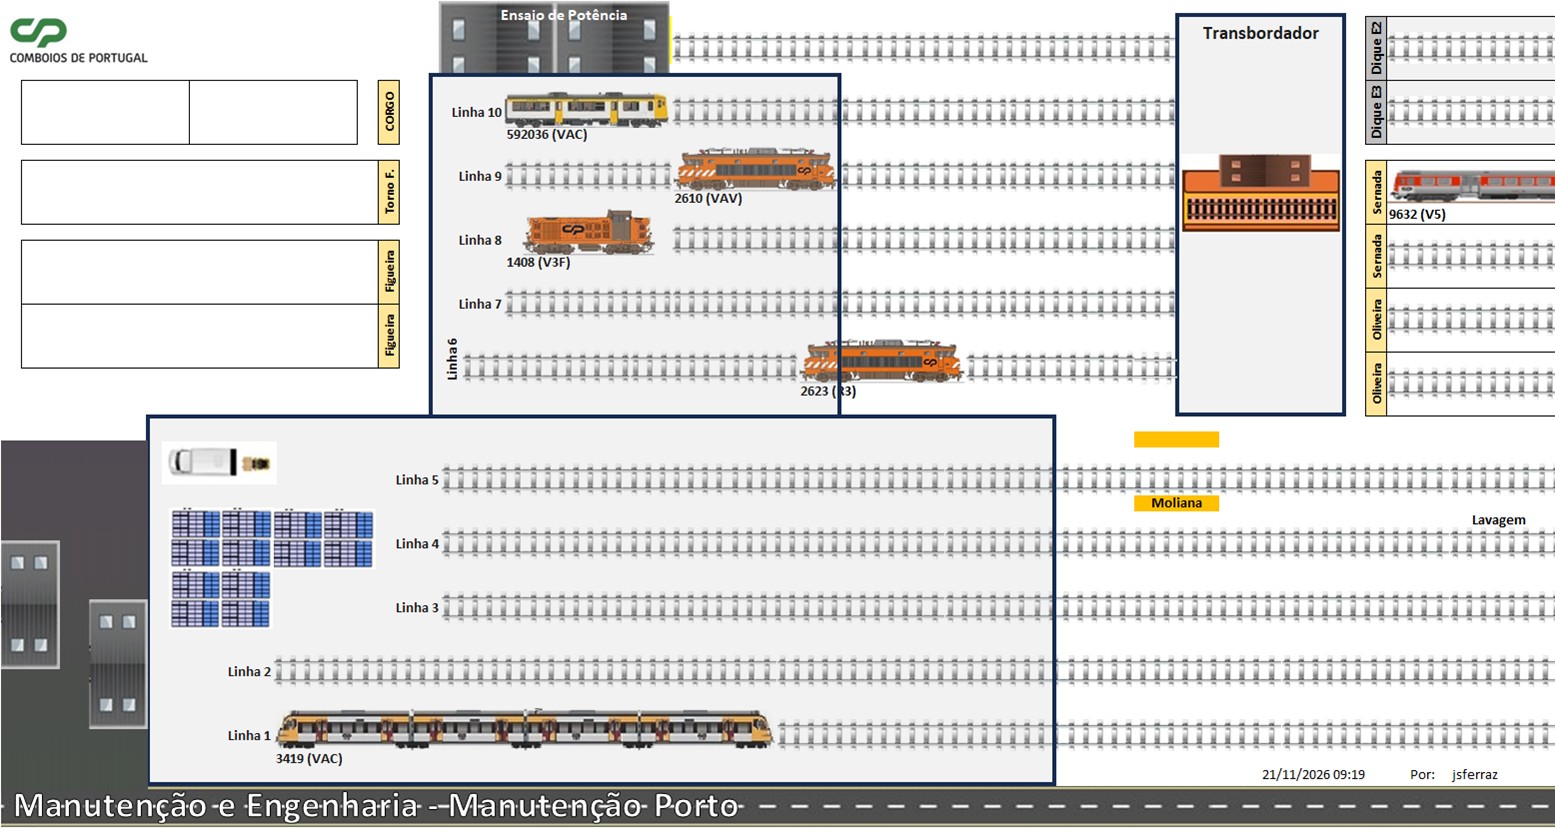 CP
COMBOIOS DE PORTUGAL
Ensaio de Potência
Transbordador
Dique E2
Dique E3
CORGO
Torno F.
Figueira
Figueira
Linha 10
592036 (VAC)
Linha 9
2610 (VAV)
Linha 8
1408 (V3F)
Linha 7
Linha 6
2623 (R3)
Sernada
9632 (V5)
Sernada
Oliveira
Oliveira
Linha 5
Moliana
Lavagem
Linha 4
Linha 3
Linha 2
Linha 1
3419 (VAC)
21/11/2026 09:19 Por: jsferraz
Manutenção e Engenharia - Manutenção Porto